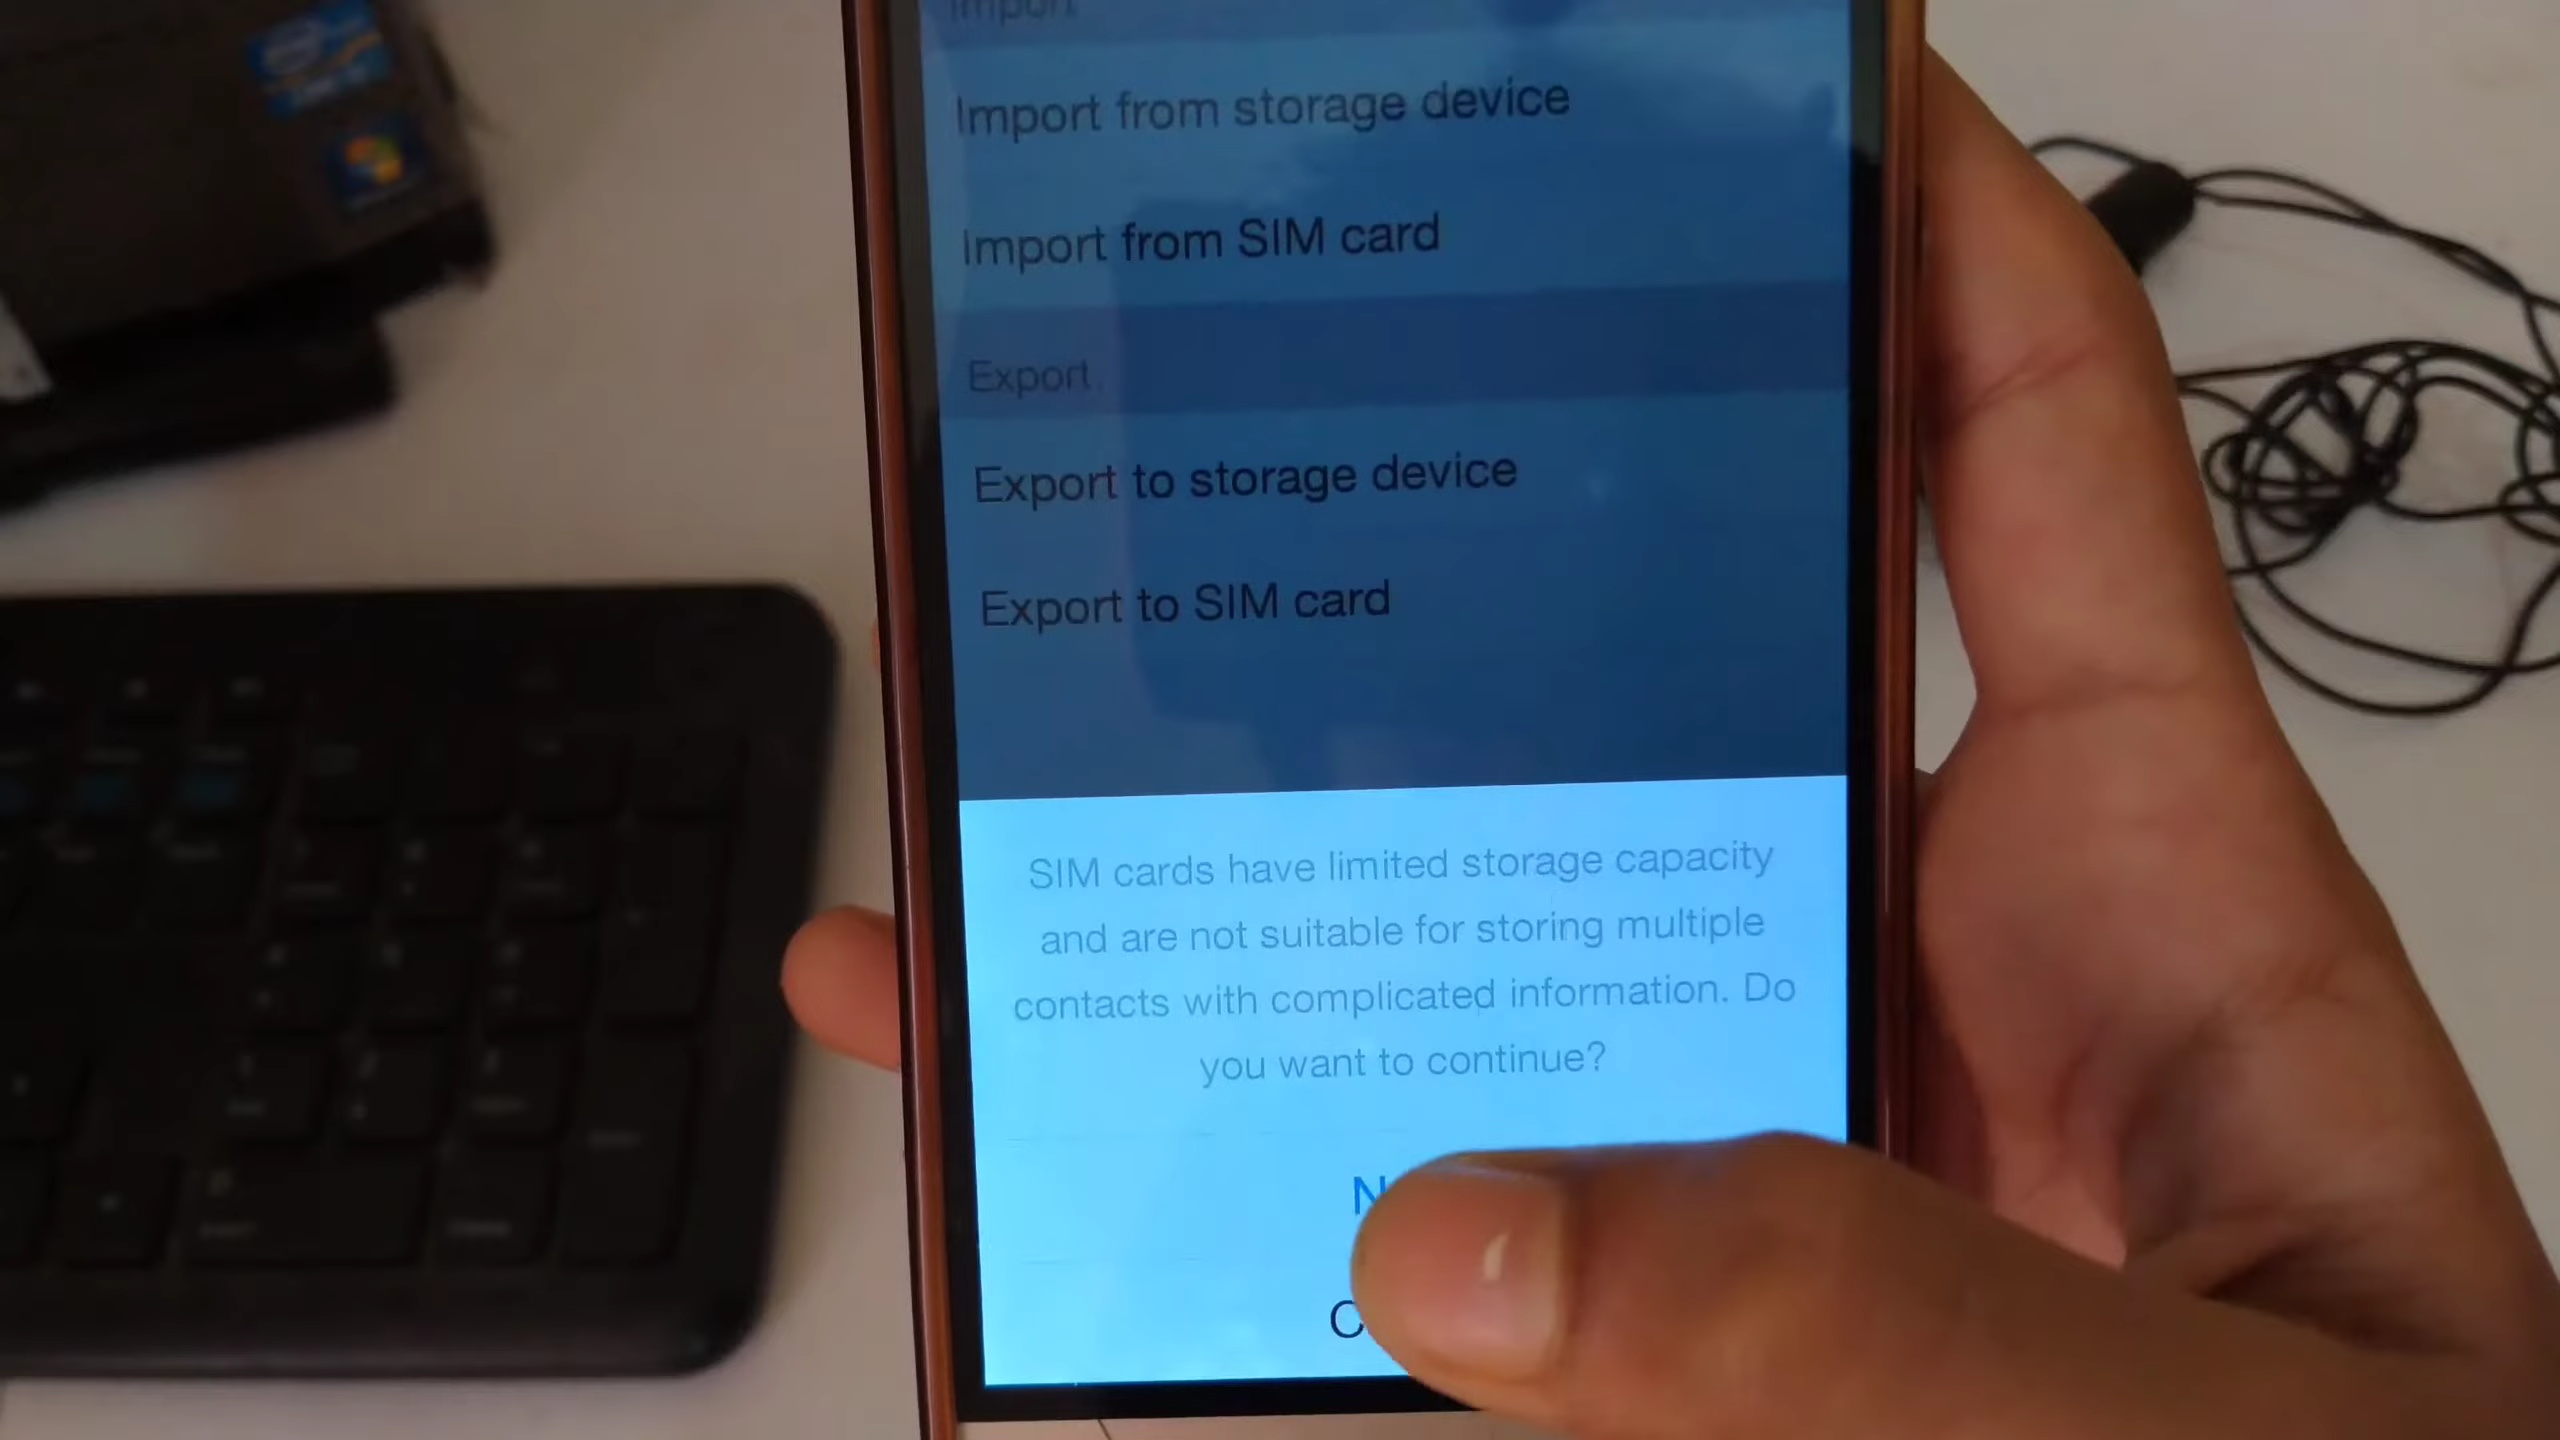 Import
Import from storage device
Import from SIM card
Export
Export to storage device
Export to SIM card
SIM cards have limited storage capacity
and are not suitable for storing multiple
contacts with complicated information. Do
you want to continue?